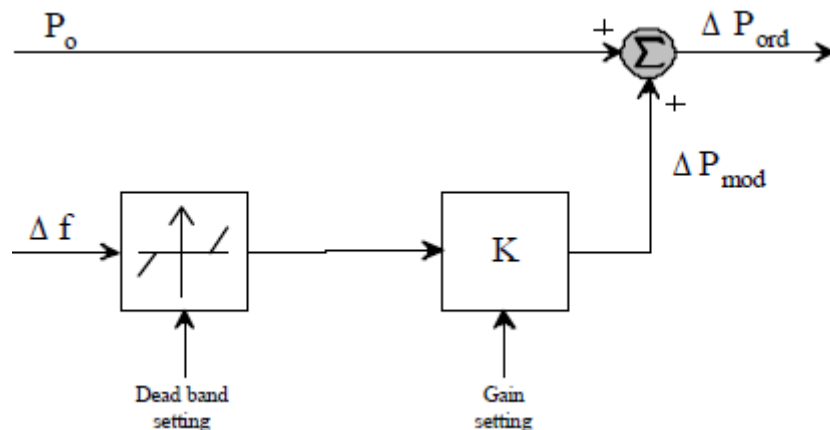 P_o
+
Σ
Δ P_ord
+
Δ P_mod
Δ f
K
Dead band
setting
Gain
setting